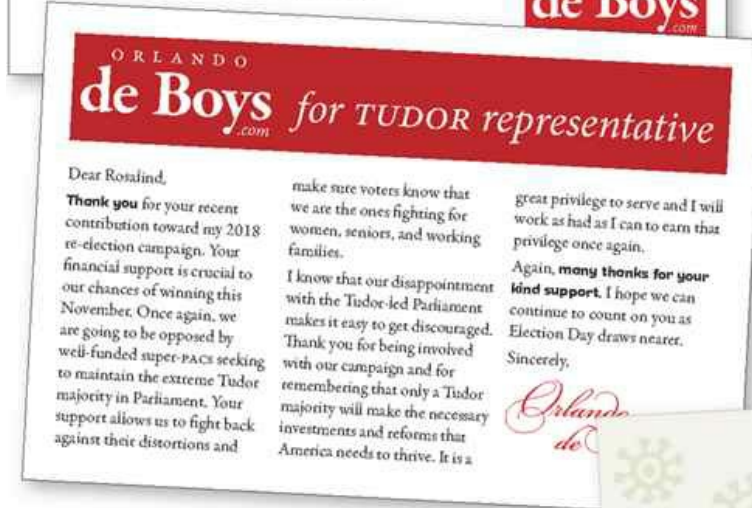 de Boys
.com
ORLANDO
de Boys for TUDOR representative
.com
Dear Rosalind,
Thank you for your recent
contribution toward my 2018
re-election campaign. Your
financial support is crucial to
our chances of winning this
November. Once again, we
are going to be opposed by
well-funded super-PACS seeking
to maintain the extreme Tudor
majority in Parliament. Your
support allows us to fight back
against their distortions and
make sure voters know that
we are the ones fighting for
women, seniors, and working
families.
I know that our disappointment
with the Tudor-led Parliament
makes it easy to get discouraged.
Thank you for being involved
with our campaign and for
remembering that only a Tudor
majority will make the necessary
investments and reforms that
America needs to thrive. It is a
great privilege to serve and I will
work as had as I can to earn that
privilege once again.
Again, many thanks for your
kind support. I hope we can
continue to count on you as
Election Day draws nearer.
Sincerely,
Orlando
de